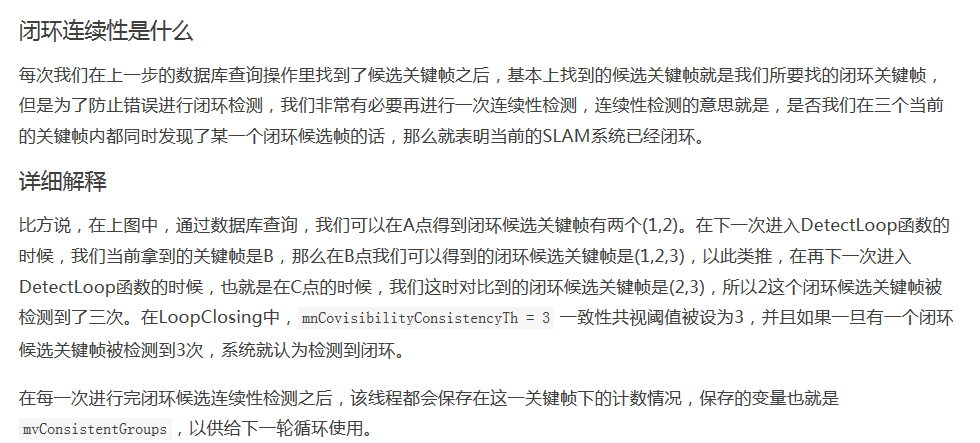 闭环连续性是什么
每次我们在上一步的数据库查询操作里找到了候选关键帧之后，基本上找到的候选关键帧就是我们所要找的闭环关键帧，
但是为了防止错误进行闭环检测，我们非常有必要再进行一次连续性检测，连续性检测的意思就是，是否我们在三个当前
的关键帧内都同时发现了某一个闭环候选帧的话，那么就表明当前的SLAM系统已经闭环。
详细解释
比方说，在上图中，通过数据库查询，我们可以在A点得到闭环候选关键帧有两个(1,2)。在下一次进入DetectLoop函数的
时候，我们当前拿到的关键帧是B，那么在B点我们可以得到的闭环候选关键帧是(1,2,3)，以此类推，在再下一次进入
DetectLoop函数的时候，也就是在C点的时候，我们这时对比到的闭环候选关键帧是(2,3)，所以2这个闭环候选关键帧被
检测到了三次。在LoopClosing中，mnCovisibilityConsistencyTh = 3 一致性共视阈值被设为3，并且如果一旦有一个闭环
候选关键帧被检测到3次，系统就认为检测到闭环。
在每一次进行完闭环候选连续性检测之后，该线程都会保存在这一关键帧下的计数情况，保存的变量也就是
mvConsistentGroups，以供给下一轮循环使用。